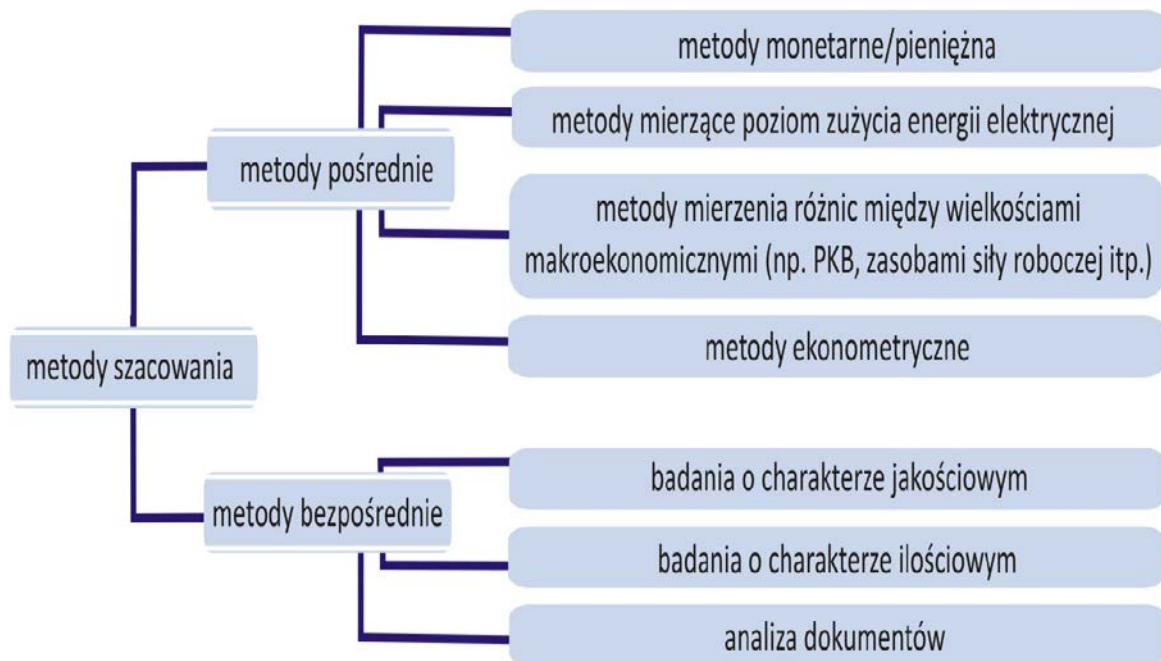 metody szacowania
metody pośrednie
metody monetarne/pieniężna
metody mierzące poziom zużycia energii elektrycznej
metody mierzenia różnic między wielkościami
makroekonomicznymi (np. PKB, zasobami siły roboczej itp.)
metody ekonometryczne
metody bezpośrednie
badania o charakterze jakościowym
badania o charakterze ilościowym
analiza dokumentów